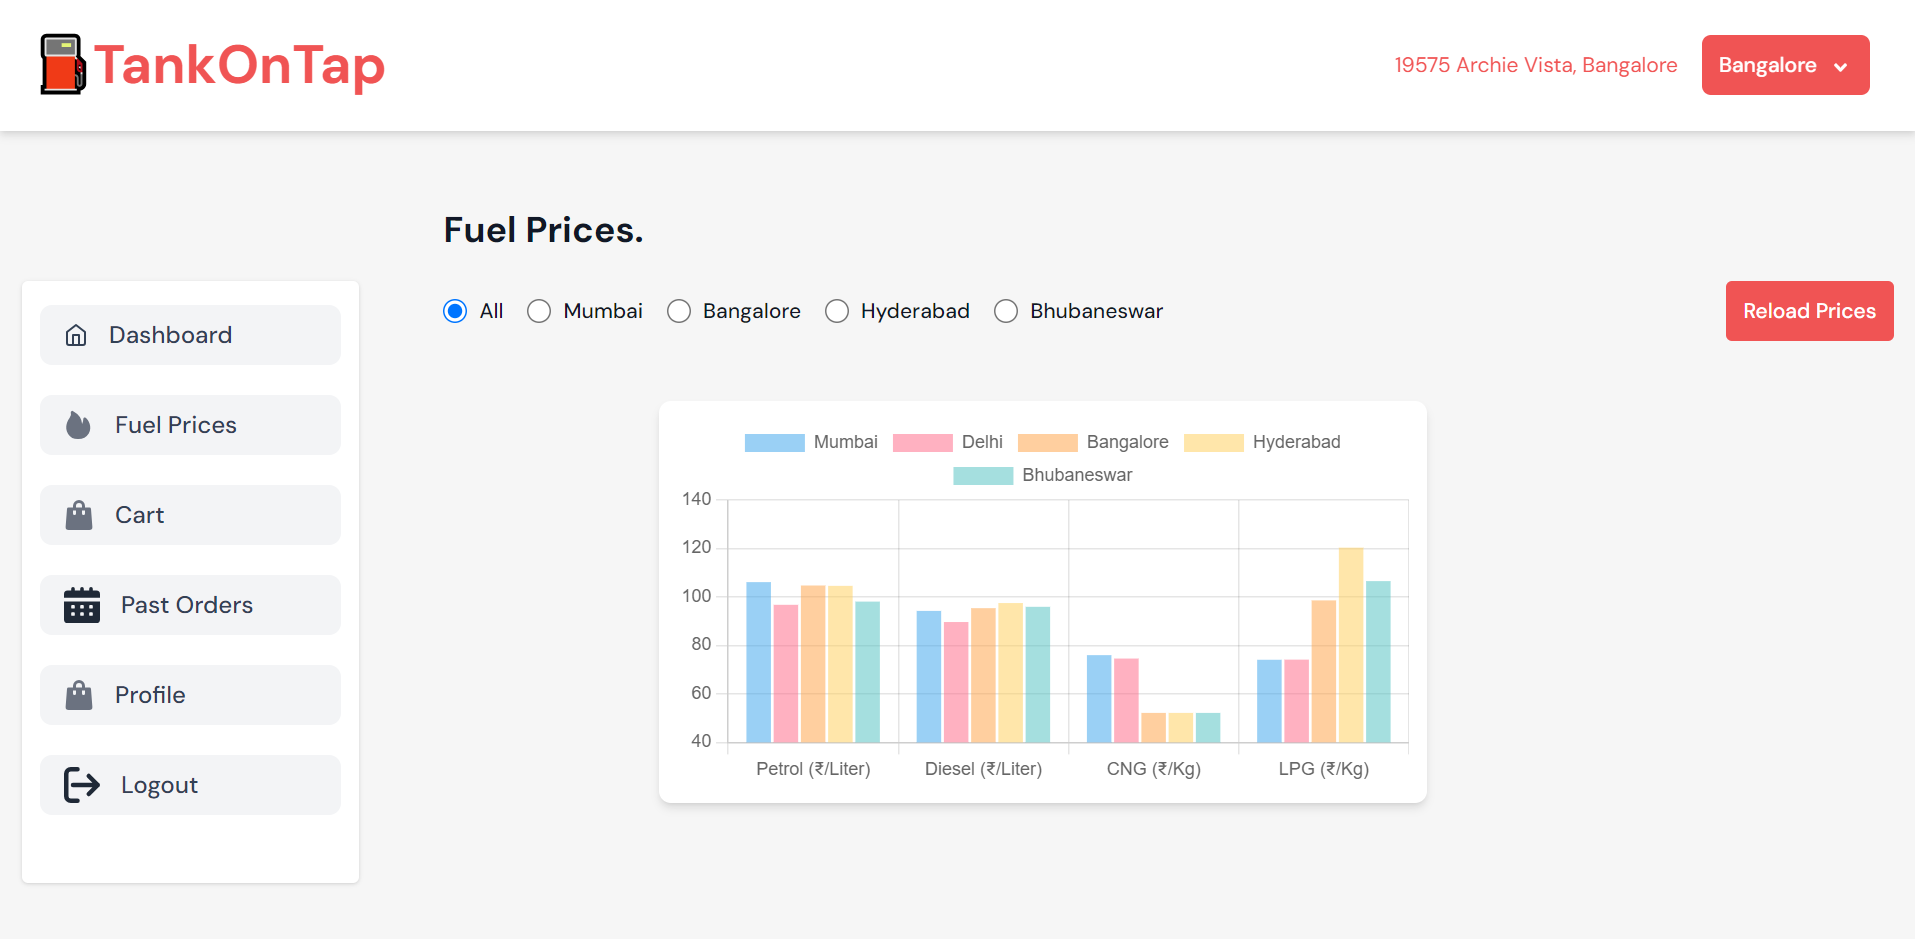 TankOnTap
19575 Archie Vista, Bangalore
Bangalore
Fuel Prices.
Dashboard
Fuel Prices
Cart
Past Orders
Profile
Logout
All Mumbai Bangalore Hyderabad Bhubaneswar
Reload Prices
Mumbai Delhi Bangalore Hyderabad
Bhubaneswar
140
120
100
80
60
40
Petrol (₹/Liter) Diesel (₹/Liter) CNG (₹/Kg) LPG (₹/Kg)